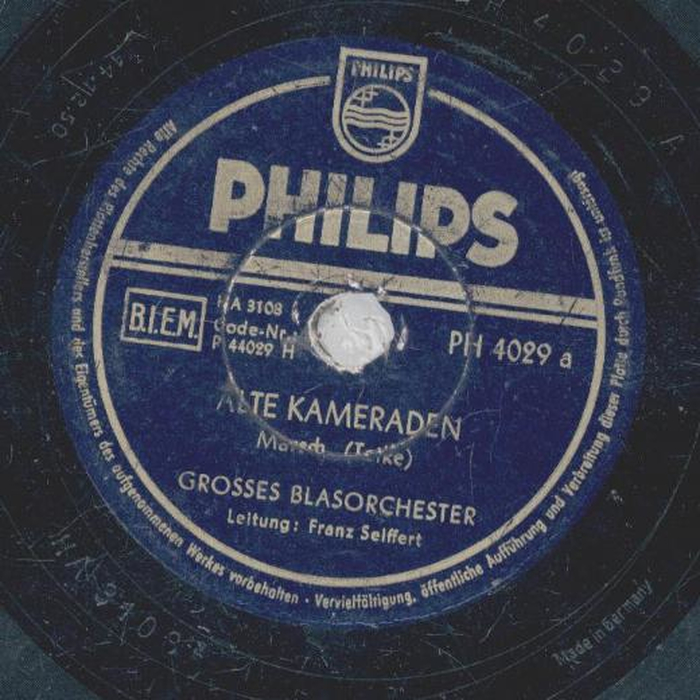 PHILIPS
PHILIPS
B.I.E.M.
HA 3108
Code-Nr.
P 44029 H
PH 4029 a
ALTE KAMERADEN
Marsch (Teike)
GROSSES BLASORCHESTER
Leitung: Franz Seiffert
Alle Rechte des Plattenherstellers und des Eigentümers des aufgenommenen Werkes vorbehalten · Vervielfältigung, öffentliche Aufführung und Verbreitung dieser Platte durch Rundfunk ist untersagt
Made in Germany